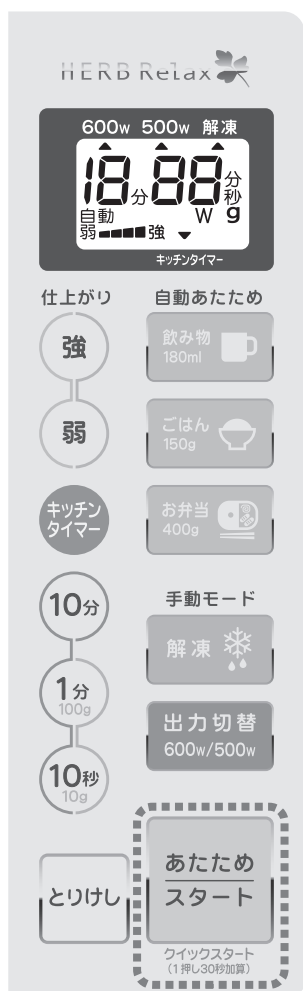 HERB Relax
600w 500w 解凍
18分 88分秒
自動 W g
弱 強
キッチンタイマー
仕上がり 自動あたため
強
飲み物
180ml
弱
ごはん
150g
キッチン
タイマー
お弁当
400g
10分
手動モード
解凍
1分
100g
出力切替
600w/500w
10秒
10g
とりけし
あたため
スタート
クイックスタート
(1押し30秒加算)